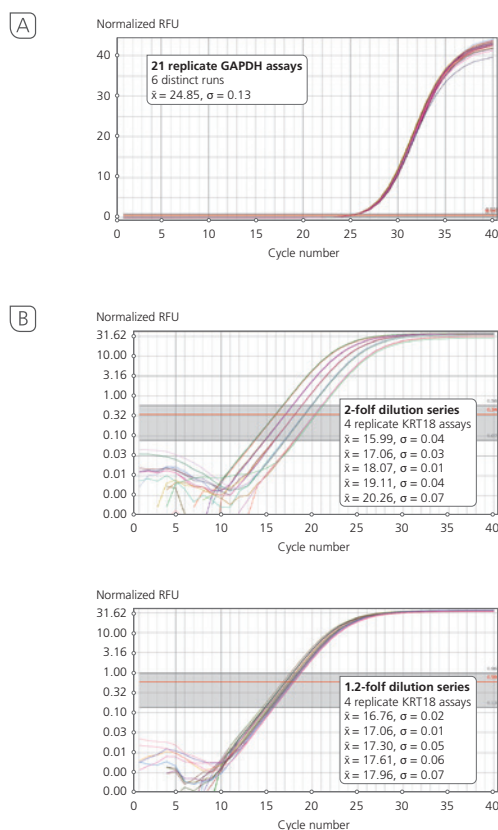 A
Normalized RFU
40
30
20
10
0
21 replicate GAPDH assays
6 distinct runs
x̄ = 24.85, σ = 0.13
0 5 10 15 20 25 30 35 40
Cycle number
B
Normalized RFU
31.62
10.00
3.16
1.00
0.32
0.10
0.03
0.01
0.00
0.00
2-folf dilution series
4 replicate KRT18 assays
x̄ = 15.99, σ = 0.04
x̄ = 17.06, σ = 0.03
x̄ = 18.07, σ = 0.01
x̄ = 19.11, σ = 0.04
x̄ = 20.26, σ = 0.07
0 5 10 15 20 25 30 35 40
Cycle number
Normalized RFU
31.62
10.00
3.16
1.00
0.32
0.10
0.03
0.01
0.00
0.00
1.2-folf dilution series
4 replicate KRT18 assays
x̄ = 16.76, σ = 0.02
x̄ = 17.06, σ = 0.01
x̄ = 17.30, σ = 0.05
x̄ = 17.61, σ = 0.06
x̄ = 17.96, σ = 0.07
0 5 10 15 20 25 30 35 40
Cycle number